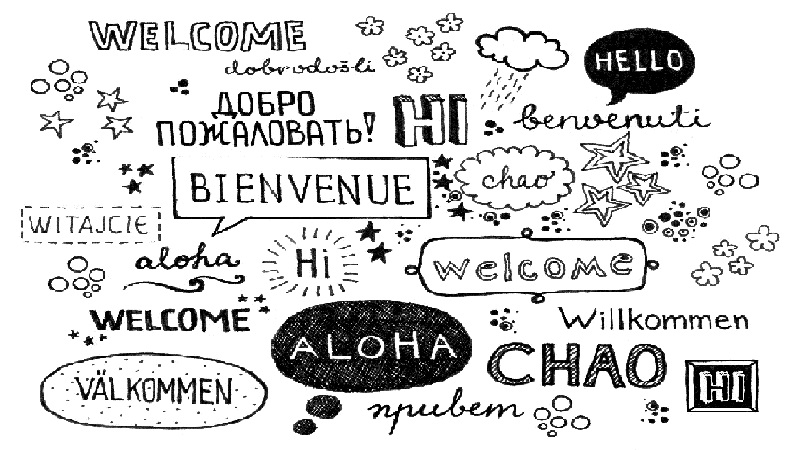 WELCOME
dobrodošli
HELLO
ДОБРО
ПОЖАЛОВАТЬ!
HI
benvenuti
BIENVENUE
chao
WITAJCIE
aloha
Hi
welcome
WELCOME
ALOHA
Willkommen
CHAO
VÄLKOMMEN
HI
привет